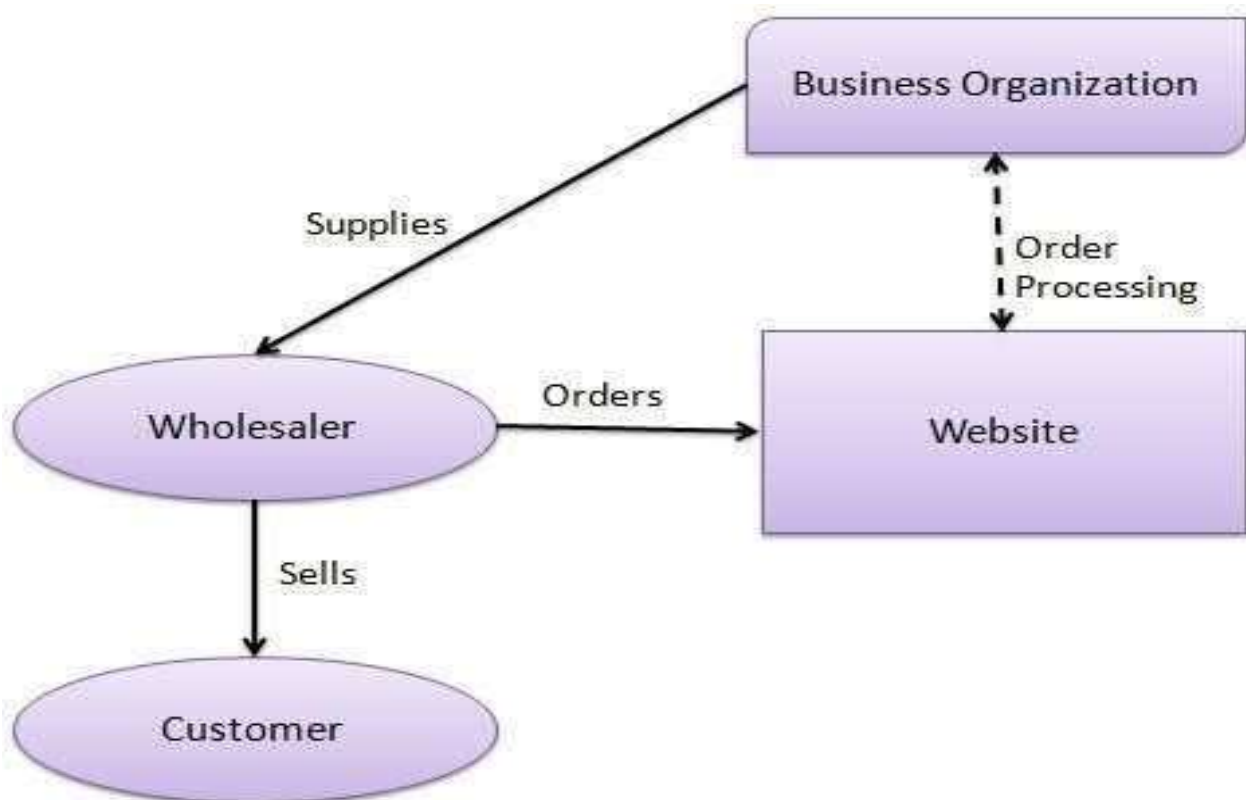 Business Organization
Supplies
Order
Processing
Wholesaler
Orders
Website
Sells
Customer